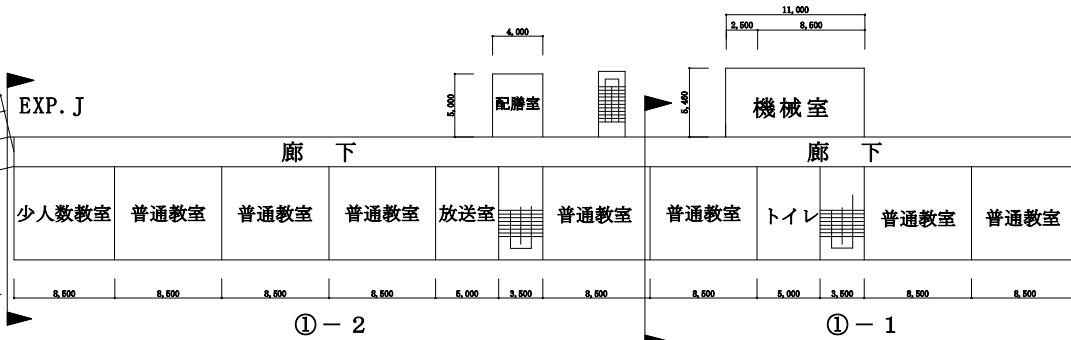 11,000
2,500 8,500
4,000
EXP.J
5,000
配膳室
5,460
機械室
廊 下 廊 下
少人数教室 普通教室 普通教室 普通教室 放送室 普通教室 普通教室 トイレ 普通教室 普通教室
8,500 8,500 8,500 8,500 5,000 3,500 8,500 8,500 5,000 3,500 8,500 8,500
①－2 ①－1